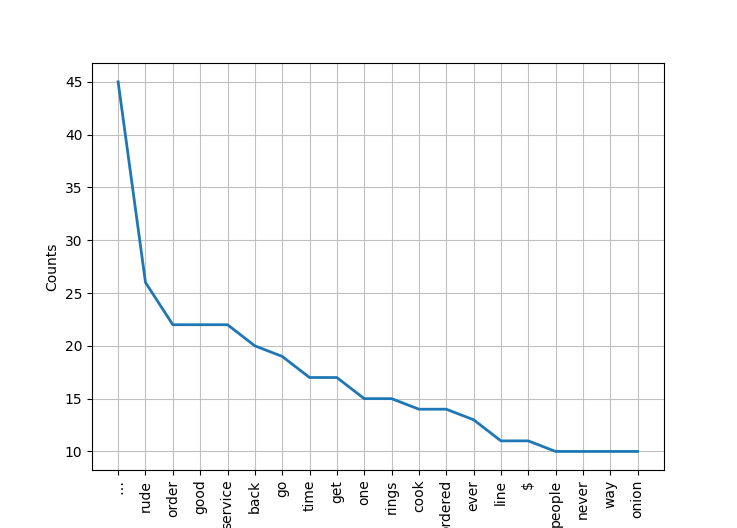 45
40
35
30
25
20
15
10
Counts
...
rude
order
good
service
back
go
time
get
one
rings
cook
rdered
ever
line
$
people
never
way
onion